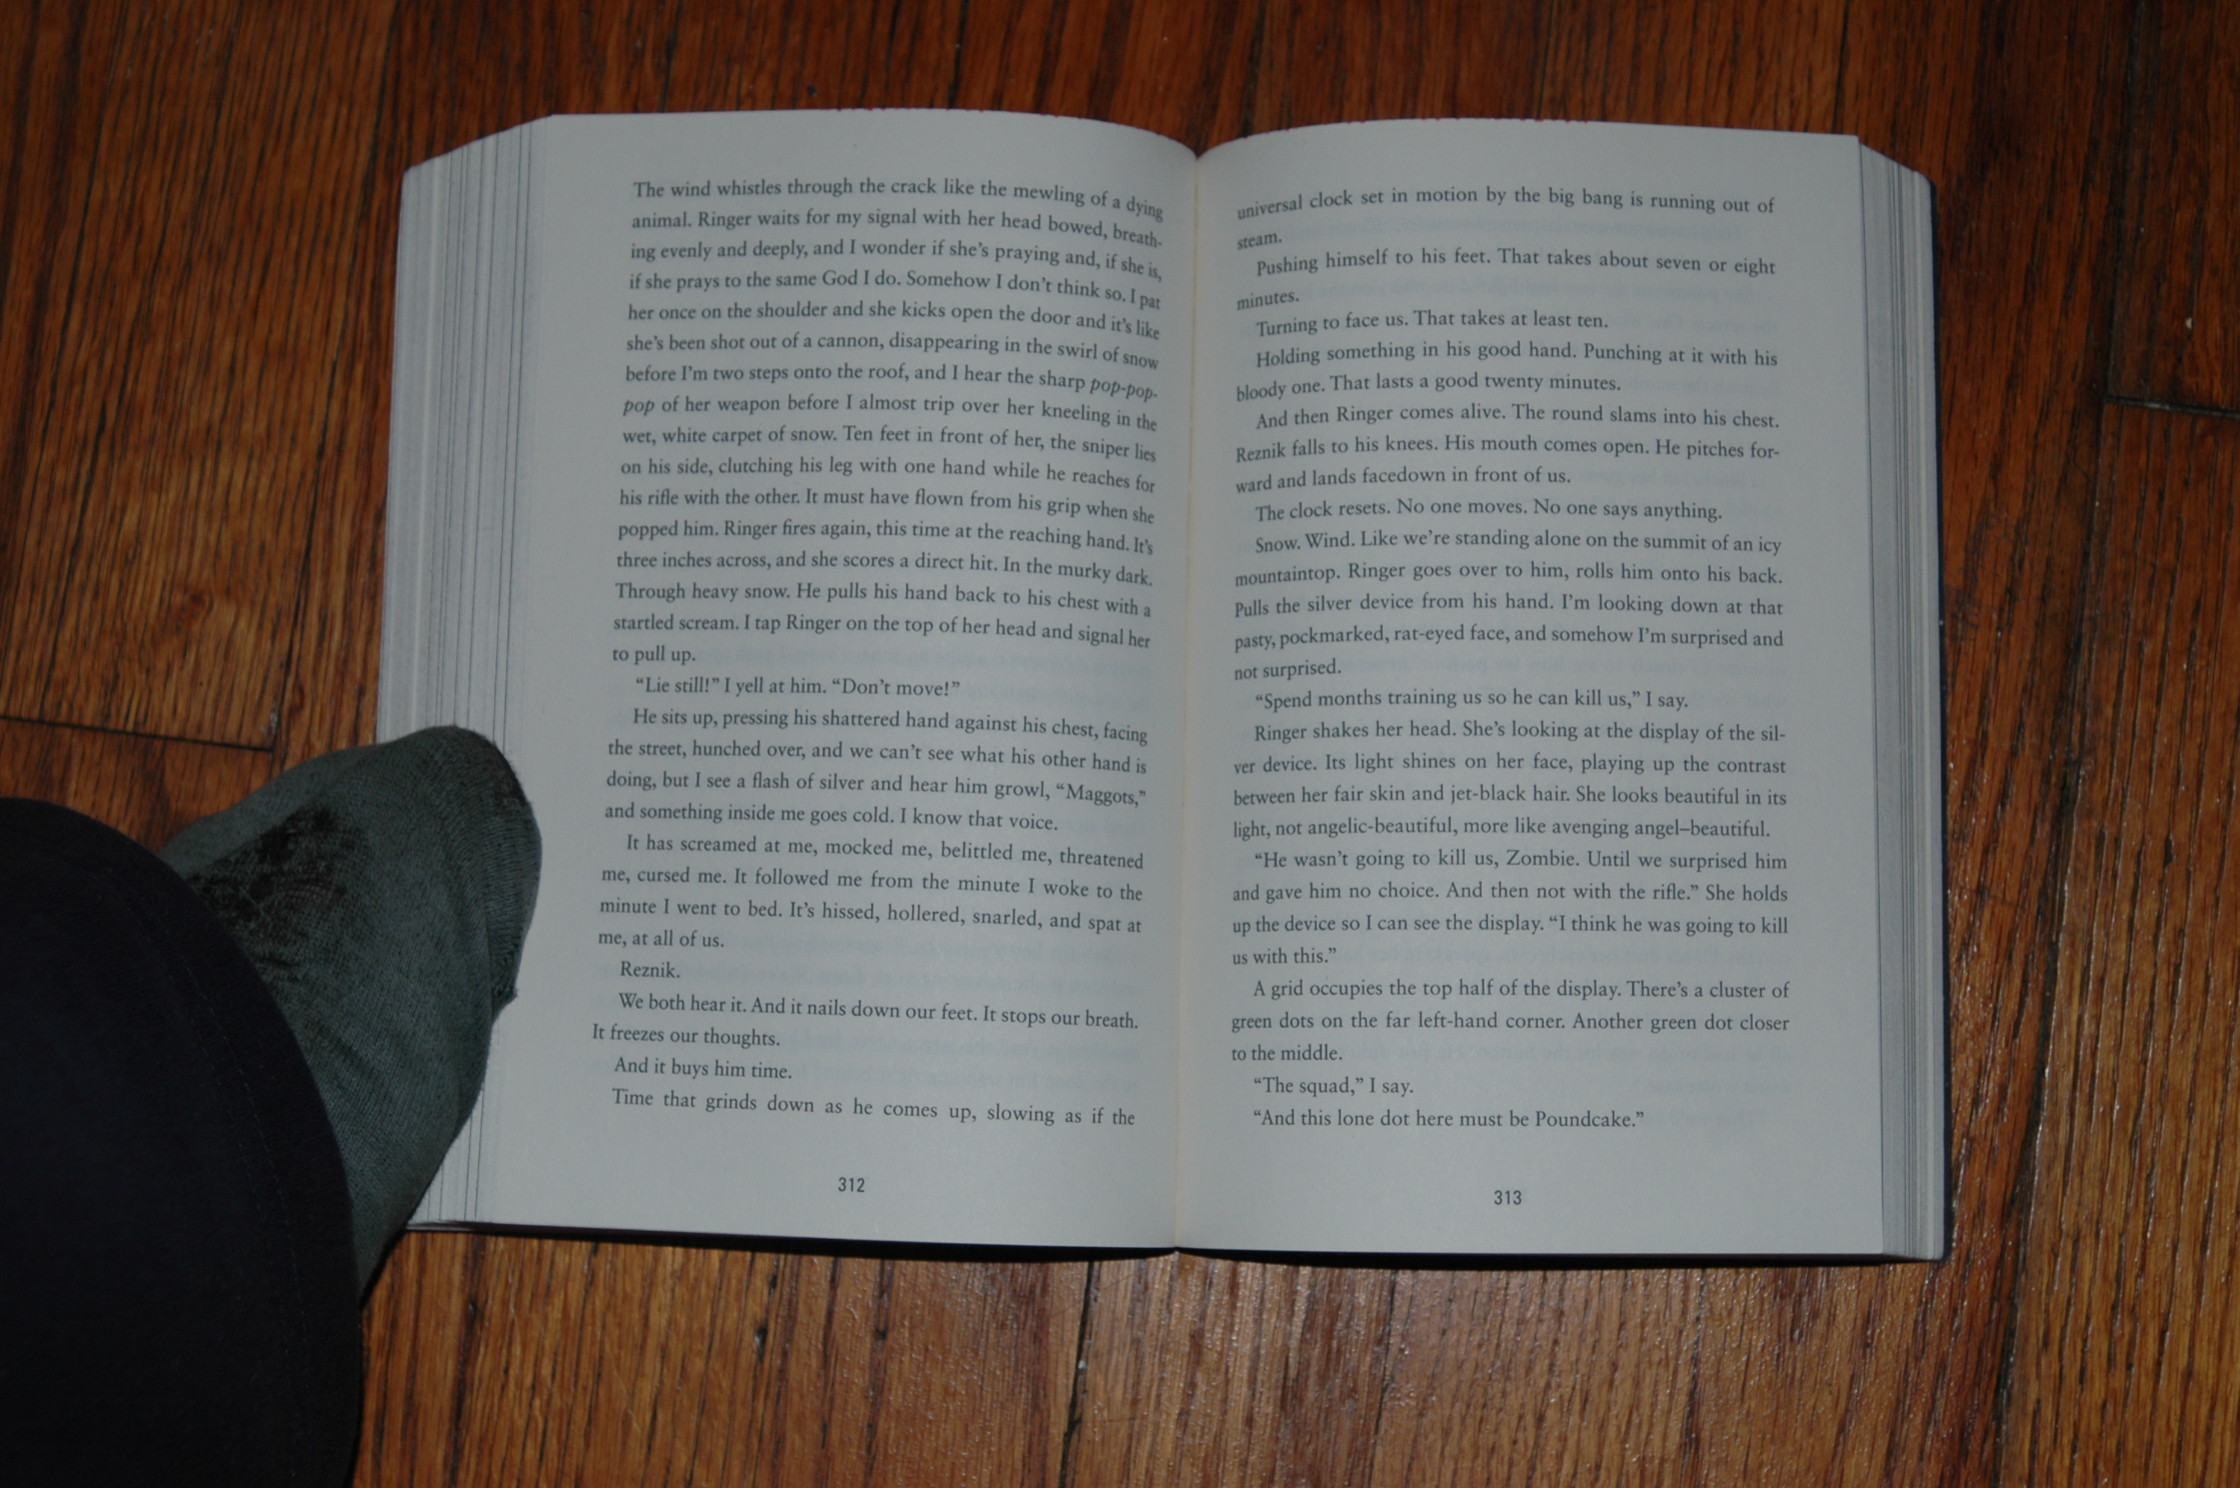 The wind whistles through the crack like the mewling of a dying
animal. Ringer waits for my signal with her head bowed, breath-
ing evenly and deeply, and I wonder if she's praying and, if she is,
if she prays to the same God I do. Somehow I don't think so. I pat
her once on the shoulder and she kicks open the door and it's like
she's been shot out of a cannon, disappearing in the swirl of snow
before I'm two steps onto the roof, and I hear the sharp pop-pop-
pop of her weapon before I almost trip over her kneeling in the
wet, white carpet of snow. Ten feet in front of her, the sniper lies
on his side, clutching his leg with one hand while he reaches for
his rifle with the other. It must have flown from his grip when she
popped him. Ringer fires again, this time at the reaching hand. It's
three inches across, and she scores a direct hit. In the murky dark.
Through heavy snow. He pulls his hand back to his chest with a
startled scream. I tap Ringer on the top of her head and signal her
to pull up.
“Lie still!” I yell at him. “Don't move!”
He sits up, pressing his shattered hand against his chest, facing
the street, hunched over, and we can't see what his other hand is
doing, but I see a flash of silver and hear him growl, “Maggots,”
and something inside me goes cold. I know that voice.
It has screamed at me, mocked me, belittled me, threatened
me, cursed me. It followed me from the minute I woke to the
minute I went to bed. It's hissed, hollered, snarled, and spat at
me, at all of us.
Reznik.
We both hear it. And it nails down our feet. It stops our breath.
It freezes our thoughts.
And it buys him time.
Time that grinds down as he comes up, slowing as if the
312
universal clock set in motion by the big bang is running out of
steam.
Pushing himself to his feet. That takes about seven or eight
minutes.
Turning to face us. That takes at least ten.
Holding something in his good hand. Punching at it with his
bloody one. That lasts a good twenty minutes.
And then Ringer comes alive. The round slams into his chest.
Reznik falls to his knees. His mouth comes open. He pitches for-
ward and lands facedown in front of us.
The clock resets. No one moves. No one says anything.
Snow. Wind. Like we're standing alone on the summit of an icy
mountaintop. Ringer goes over to him, rolls him onto his back.
Pulls the silver device from his hand. I'm looking down at that
pasty, pockmarked, rat-eyed face, and somehow I'm surprised and
not surprised.
“Spend months training us so he can kill us,” I say.
Ringer shakes her head. She's looking at the display of the sil-
ver device. Its light shines on her face, playing up the contrast
between her fair skin and jet-black hair. She looks beautiful in its
light, not angelic-beautiful, more like avenging angel–beautiful.
“He wasn't going to kill us, Zombie. Until we surprised him
and gave him no choice. And then not with the rifle.” She holds
up the device so I can see the display. “I think he was going to kill
us with this.”
A grid occupies the top half of the display. There's a cluster of
green dots on the far left-hand corner. Another green dot closer
to the middle.
“The squad,” I say.
“And this lone dot here must be Poundcake.”
313